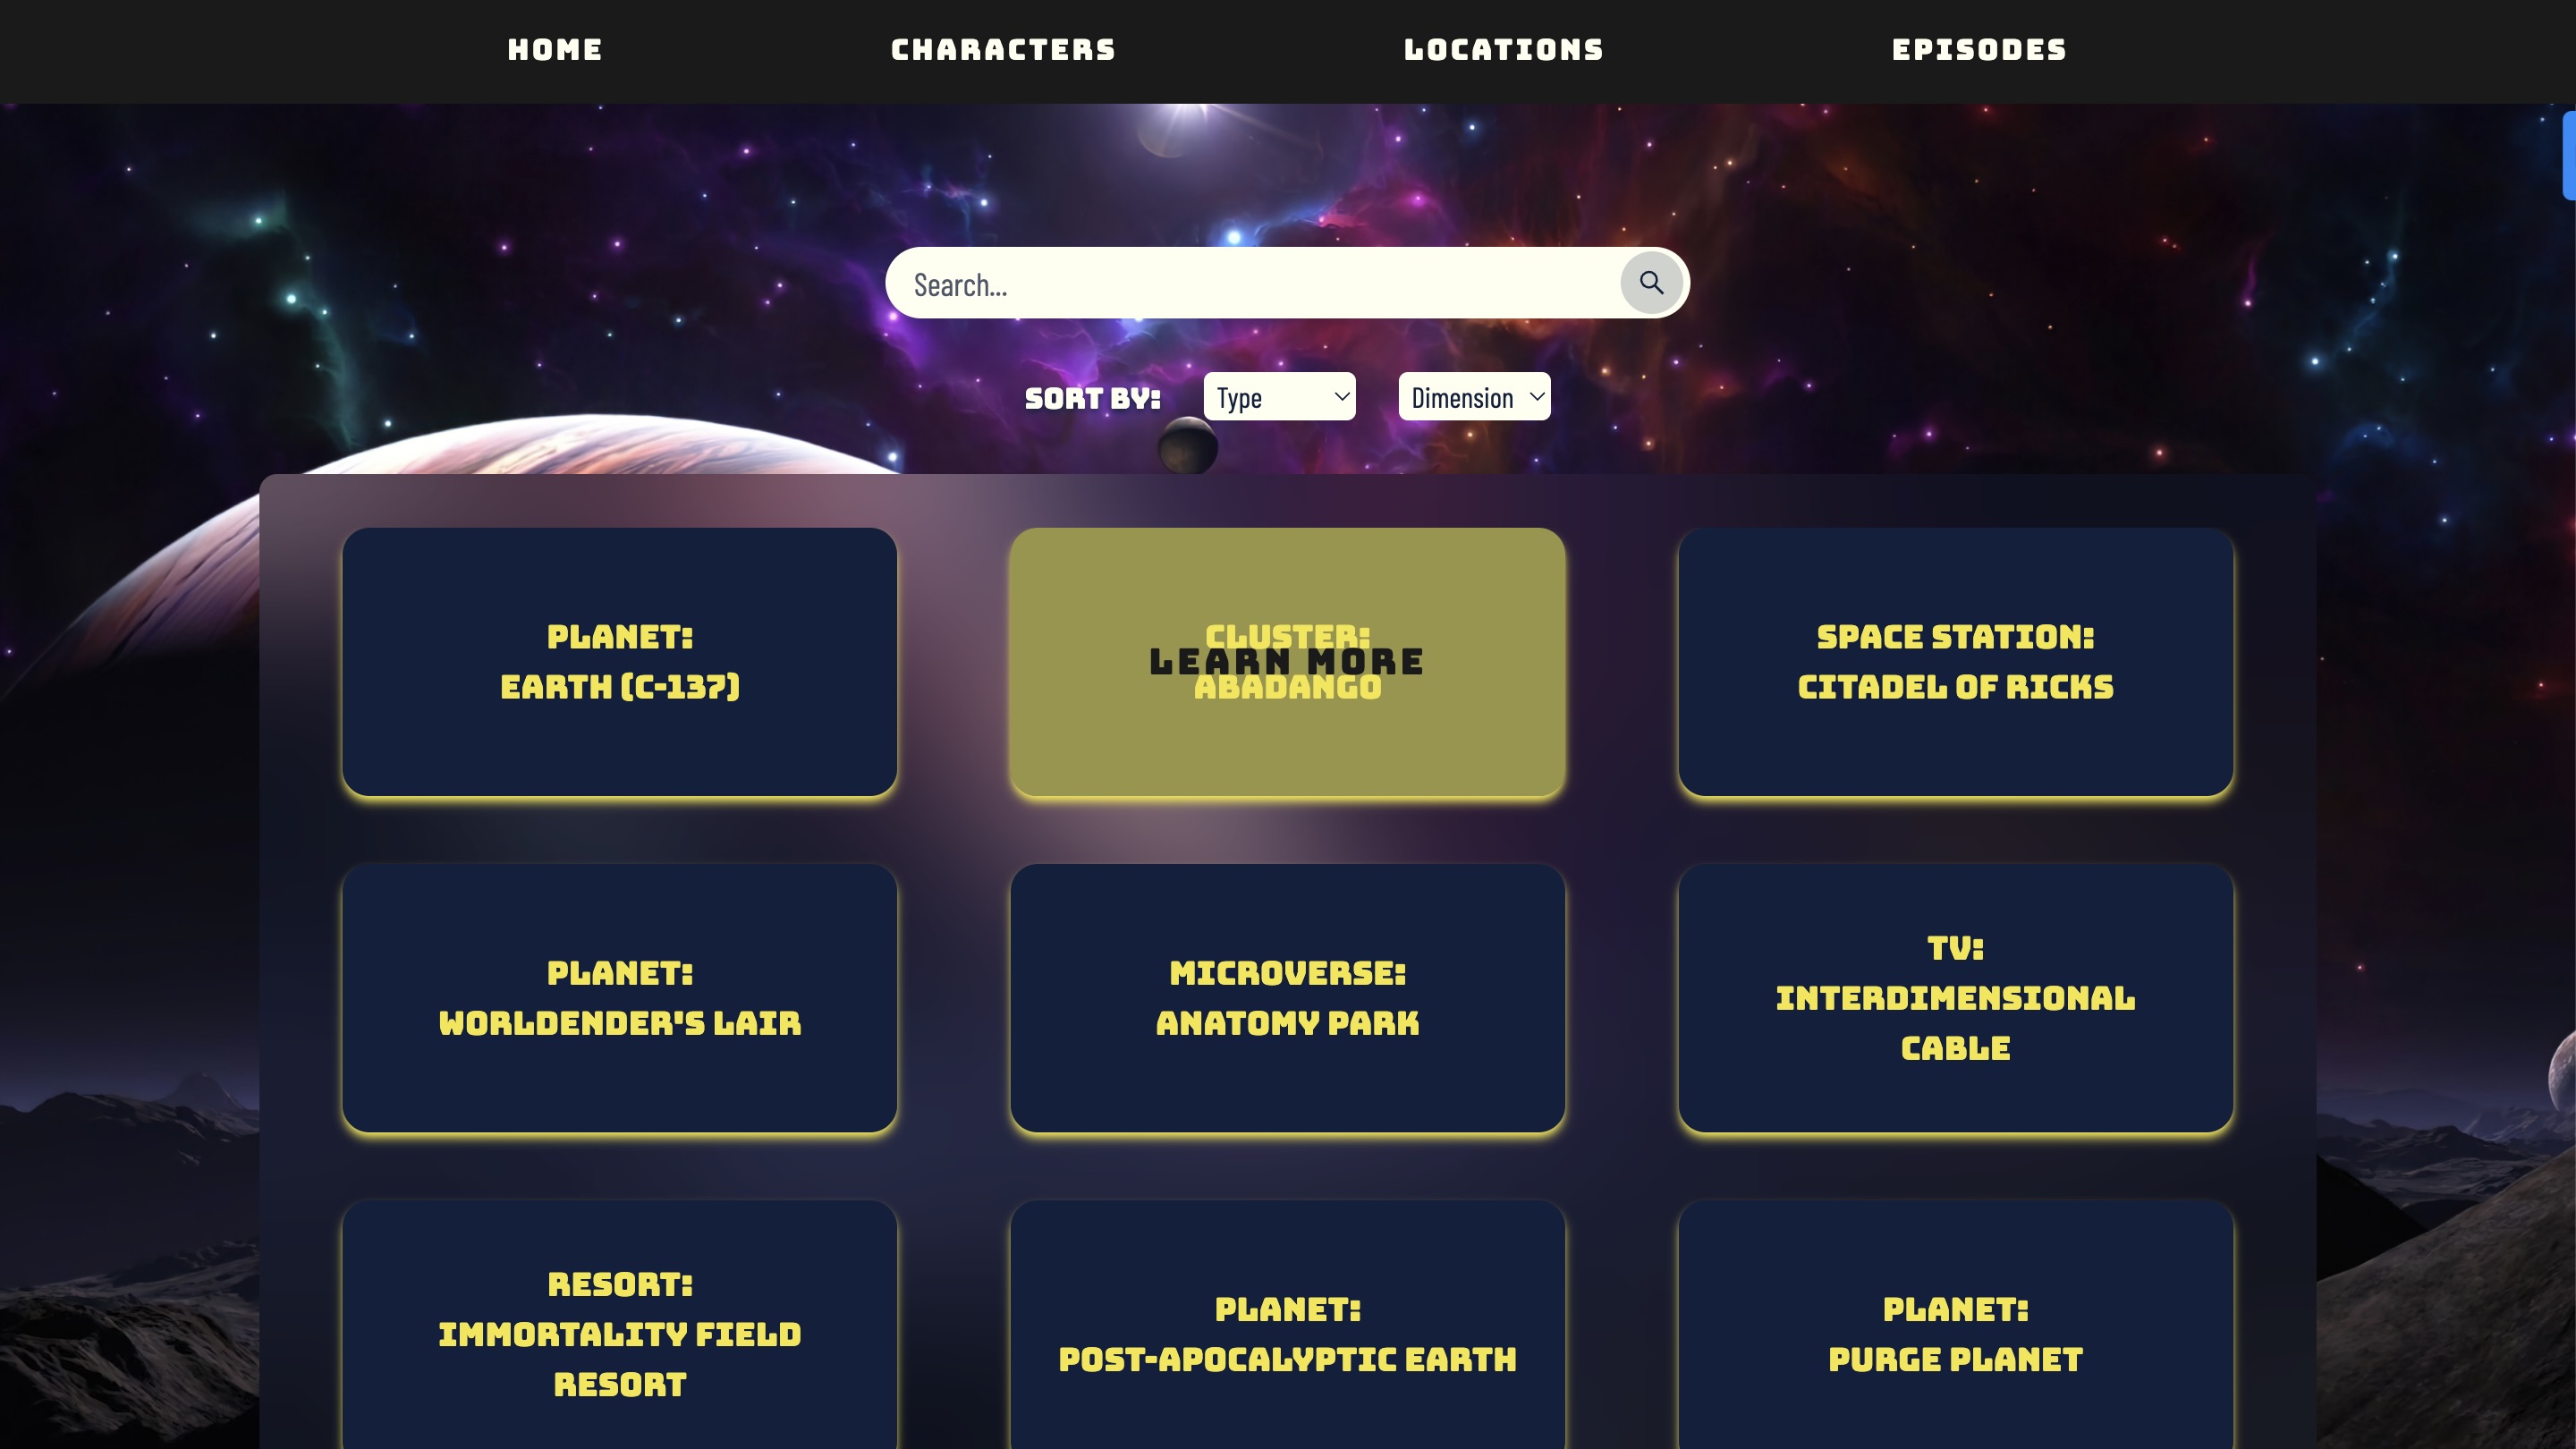 HOME CHARACTERS LOCATIONS EPISODES
Search...
SORT BY: Type Dimension
PLANET:
EARTH (C-137)
CLUSTER:
LEARN MORE
ABADANGO
SPACE STATION:
CITADEL OF RICKS
PLANET:
WORLDENDER'S LAIR
MICROVERSE:
ANATOMY PARK
TV:
INTERDIMENSIONAL
CABLE
RESORT:
IMMORTALITY FIELD
RESORT
PLANET:
POST-APOCALYPTIC EARTH
PLANET:
PURGE PLANET